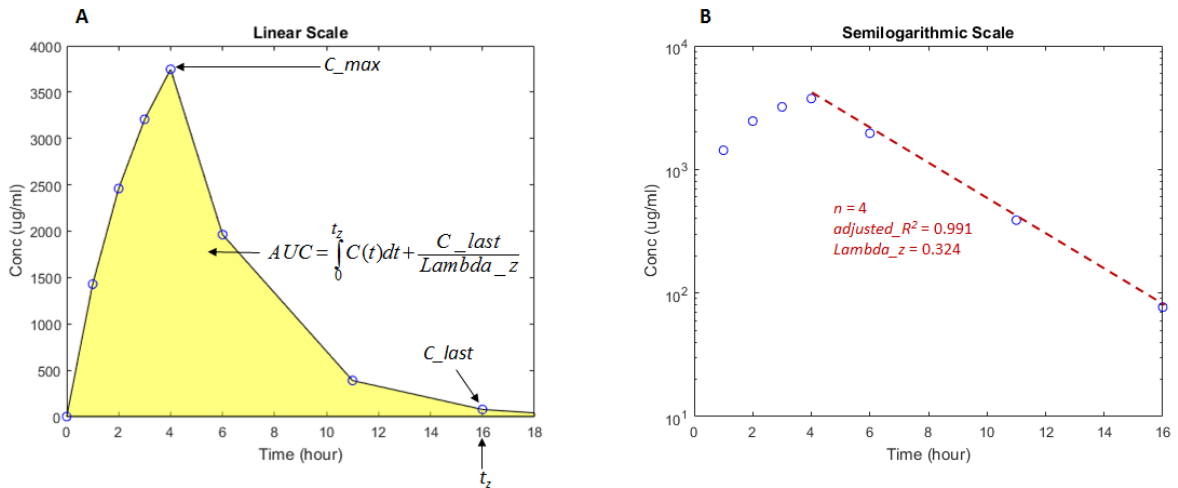 A
Linear Scale
4000
3500
3000
2500
2000
1500
1000
500
0
Conc (ug/ml)
C_max
AUC = ∫ 0 t_z C(t)dt + C_last / Lambda_z
C_last
0 2 4 6 8 10 12 14 16 18
Time (hour)
t_z
B
Semilogarithmic Scale
10^4
10^3
10^2
10^1
Conc (ug/ml)
n = 4
adjusted_R² = 0.991
Lambda_z = 0.324
0 2 4 6 8 10 12 14 16
Time (hour)